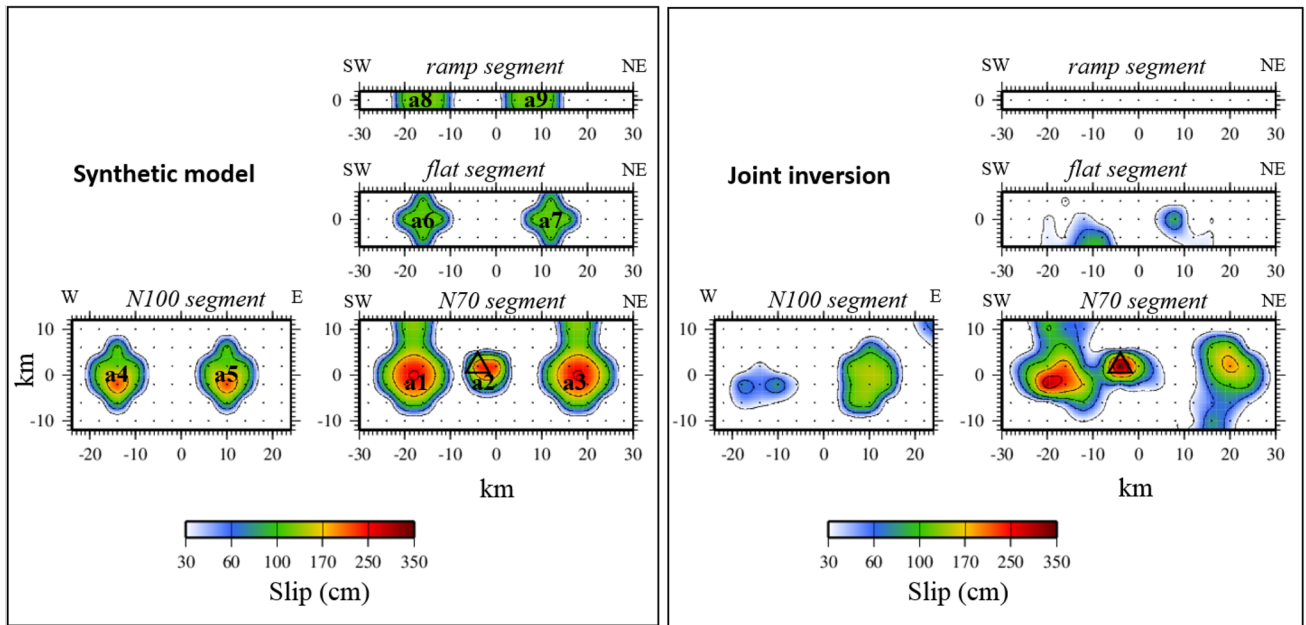 SW ramp segment NE
a8 a9
0
-30 -20 -10 0 10 20 30
Synthetic model
SW flat segment NE
a6 a7
0
-30 -20 -10 0 10 20 30
W N100 segment E
10
0
-10
km
a4 a5
-20 -10 0 10 20
SW N70 segment NE
10
0
-10
a1 a2 a3
-30 -20 -10 0 10 20 30
km
30 60 100 170 250 350
Slip (cm)
SW ramp segment NE
0
-30 -20 -10 0 10 20 30
Joint inversion
SW flat segment NE
0
-30 -20 -10 0 10 20 30
W N100 segment E
10
0
-10
-20 -10 0 10 20
SW N70 segment NE
10
0
-10
-30 -20 -10 0 10 20 30
km
30 60 100 170 250 350
Slip (cm)